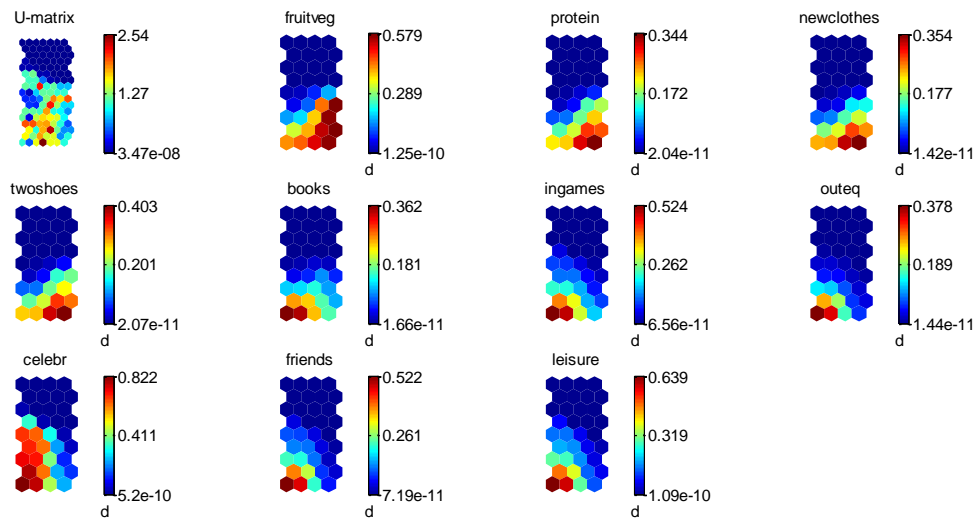 U-matrix
2.54
1.27
3.47e-08
fruitveg
0.579
0.289
1.25e-10
d
protein
0.344
0.172
2.04e-11
d
newclothes
0.354
0.177
1.42e-11
d
twoshoes
0.403
0.201
2.07e-11
d
books
0.362
0.181
1.66e-11
d
ingames
0.524
0.262
6.56e-11
d
outeq
0.378
0.189
1.44e-11
d
celebr
0.822
0.411
5.2e-10
d
friends
0.522
0.261
7.19e-11
d
leisure
0.639
0.319
1.09e-10
d